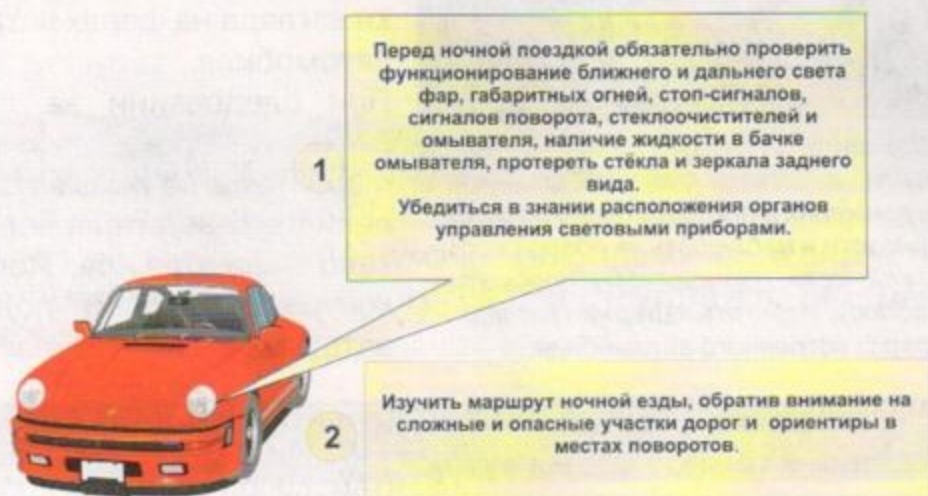 Перед ночной поездкой обязательно проверить
функционирование ближнего и дальнего света
фар, габаритных огней, стоп-сигналов,
сигналов поворота, стеклоочистителей и
омывателя, наличие жидкости в бачке
омывателя, протереть стёкла и зеркала заднего
вида.
Убедиться в знании расположения органов
управления световыми приборами.
1
Изучить маршрут ночной езды, обратив внимание на
сложные и опасные участки дорог и ориентиры в
местах поворотов.
2